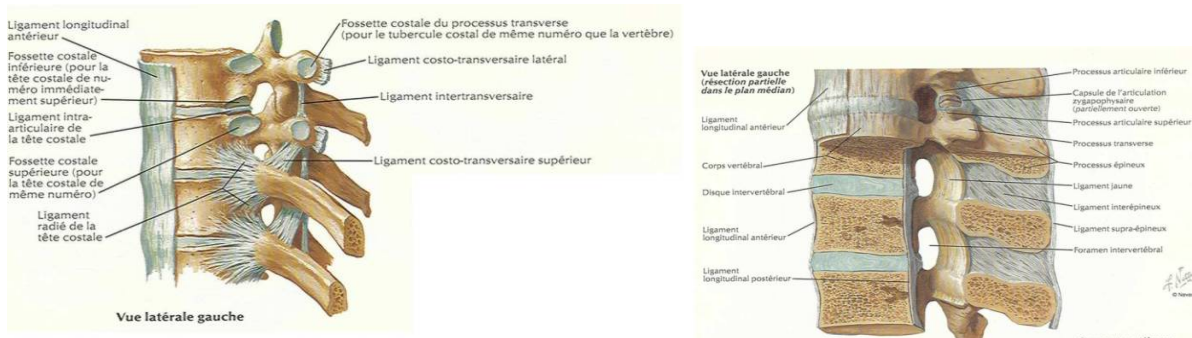 Ligament longitudinal
antérieur
Fossette costale
inférieure (pour la
tête costale de nu-
méro immédiate-
ment supérieur)
Ligament intra-
articulaire de
la tête costale
Fossette costale
supérieure (pour
la tête costale de
même numéro)
Ligament
radié de la
tête costale
Fossette costale du processus transverse
(pour le tubercule costal de même numéro que la vertèbre)
Ligament costo-transversaire latéral
Ligament intertransversaire
Ligament costo-transversaire supérieur
Vue latérale gauche
Vue latérale gauche
(résection partielle
dans le plan médian)
Ligament
longitudinal antérieur
Corps vertébral
Disque intervertébral
Ligament
longitudinal antérieur
Ligament
longitudinal postérieur
Processus articulaire inférieur
Capsule de l'articulation
zygapophysaire
(partiellement ouverte)
Processus articulaire supérieur
Processus transverse
Processus épineux
Ligament jaune
Ligament interépineux
Ligament supra-épineux
Foramen intervertébral